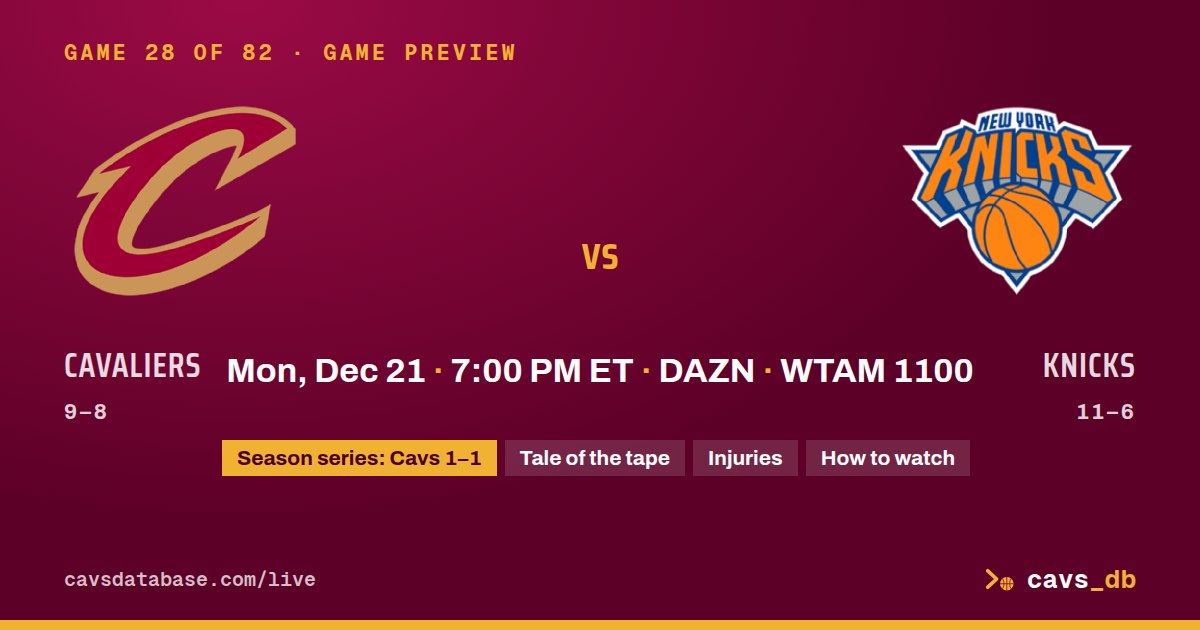 GAME 28 OF 82 · GAME PREVIEW
NEW YORK
KNICKS
VS
CAVALIERS
Mon, Dec 21 · 7:00 PM ET · DAZN · WTAM 1100
KNICKS
9–8
11–6
Season series: Cavs 1–1
Tale of the tape
Injuries
How to watch
cavsdatabase.com/live
cavs_db